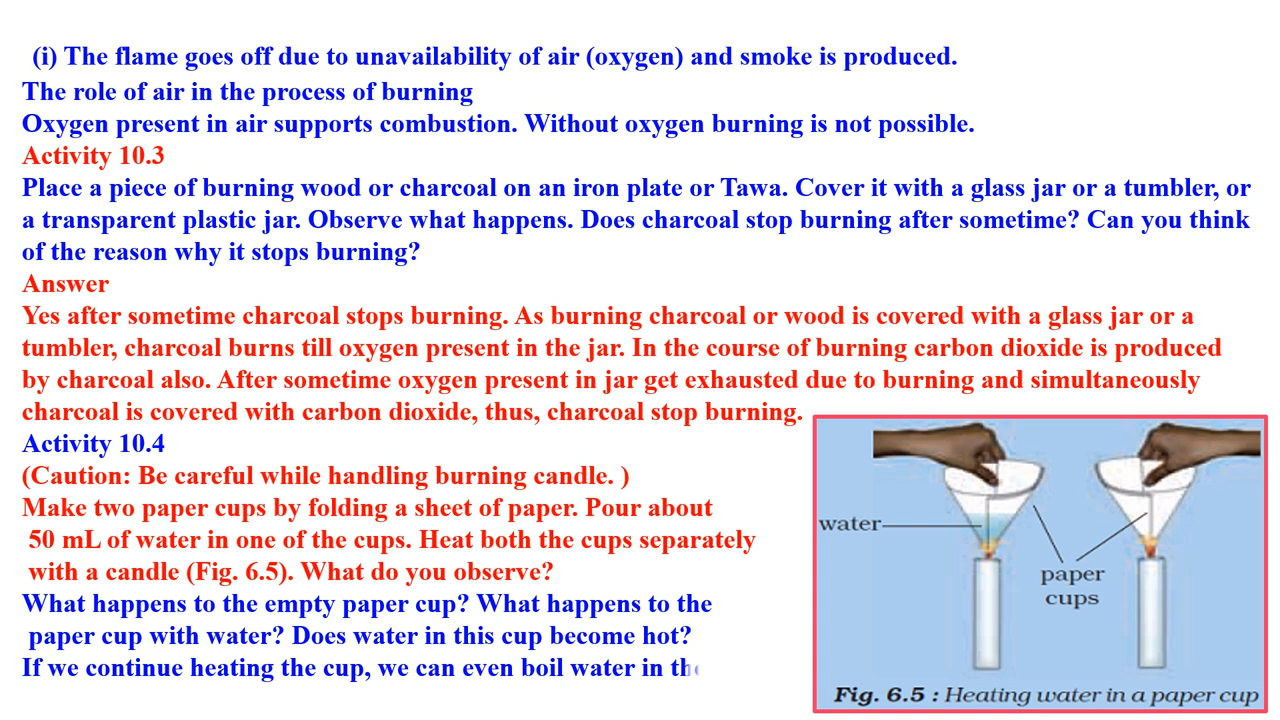 (i) The flame goes off due to unavailability of air (oxygen) and smoke is produced.
The role of air in the process of burning
Oxygen present in air supports combustion. Without oxygen burning is not possible.
Activity 10.3
Place a piece of burning wood or charcoal on an iron plate or Tawa. Cover it with a glass jar or a tumbler, or
a transparent plastic jar. Observe what happens. Does charcoal stop burning after sometime? Can you think
of the reason why it stops burning?
Answer
Yes after sometime charcoal stops burning. As burning charcoal or wood is covered with a glass jar or a
tumbler, charcoal burns till oxygen present in the jar. In the course of burning carbon dioxide is produced
by charcoal also. After sometime oxygen present in jar get exhausted due to burning and simultaneously
charcoal is covered with carbon dioxide, thus, charcoal stop burning.
Activity 10.4
(Caution: Be careful while handling burning candle. )
Make two paper cups by folding a sheet of paper. Pour about
50 mL of water in one of the cups. Heat both the cups separately
with a candle (Fig. 6.5). What do you observe?
What happens to the empty paper cup? What happens to the
paper cup with water? Does water in this cup become hot?
If we continue heating the cup, we can even boil water in the
water
paper
cups
Fig. 6.5 : Heating water in a paper cup